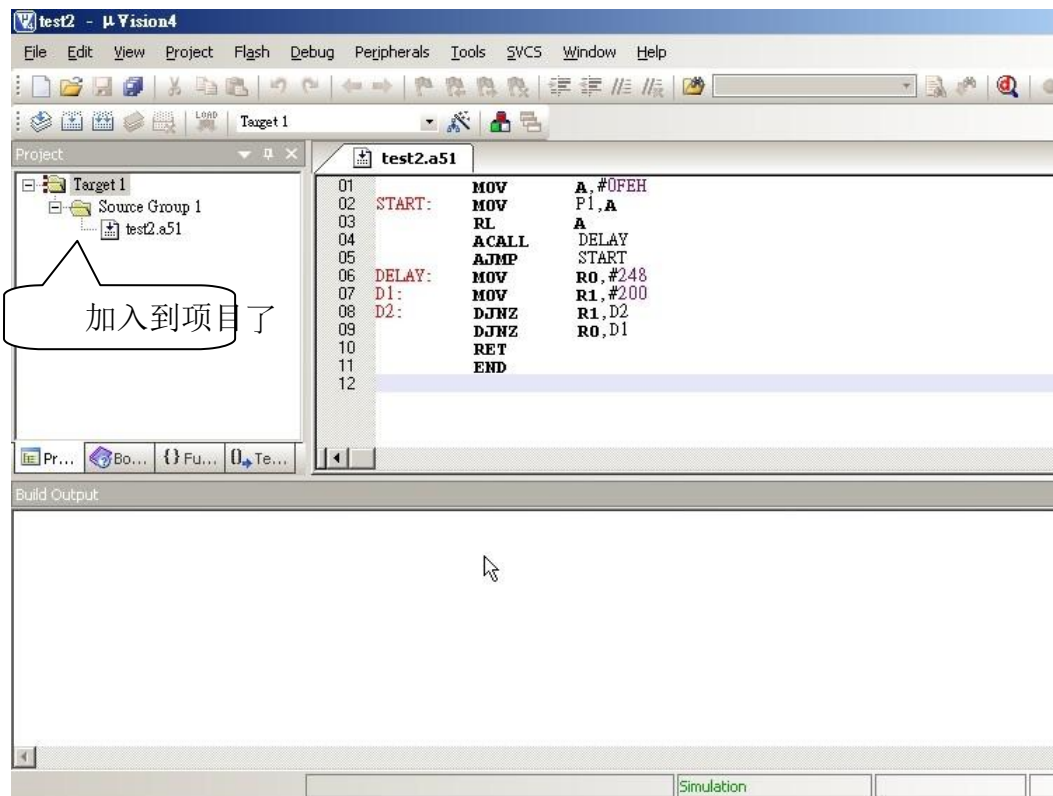 test2 - µVision4
File Edit View Project Flash Debug Peripherals Tools SVCS Window Help
LOAD Target 1
Project
test2.a51
Target 1
Source Group 1
test2.a51
加入到项目了
01 MOV A,#0FEH
02 START: MOV P1,A
03 RL A
04 ACALL DELAY
05 AJMP START
06 DELAY: MOV R0,#248
07 D1: MOV R1,#200
08 D2: DJNZ R1,D2
09 DJNZ R0,D1
10 RET
11 END
12
Pr... Bo... {} Fu... 0 Te...
Build Output
Simulation